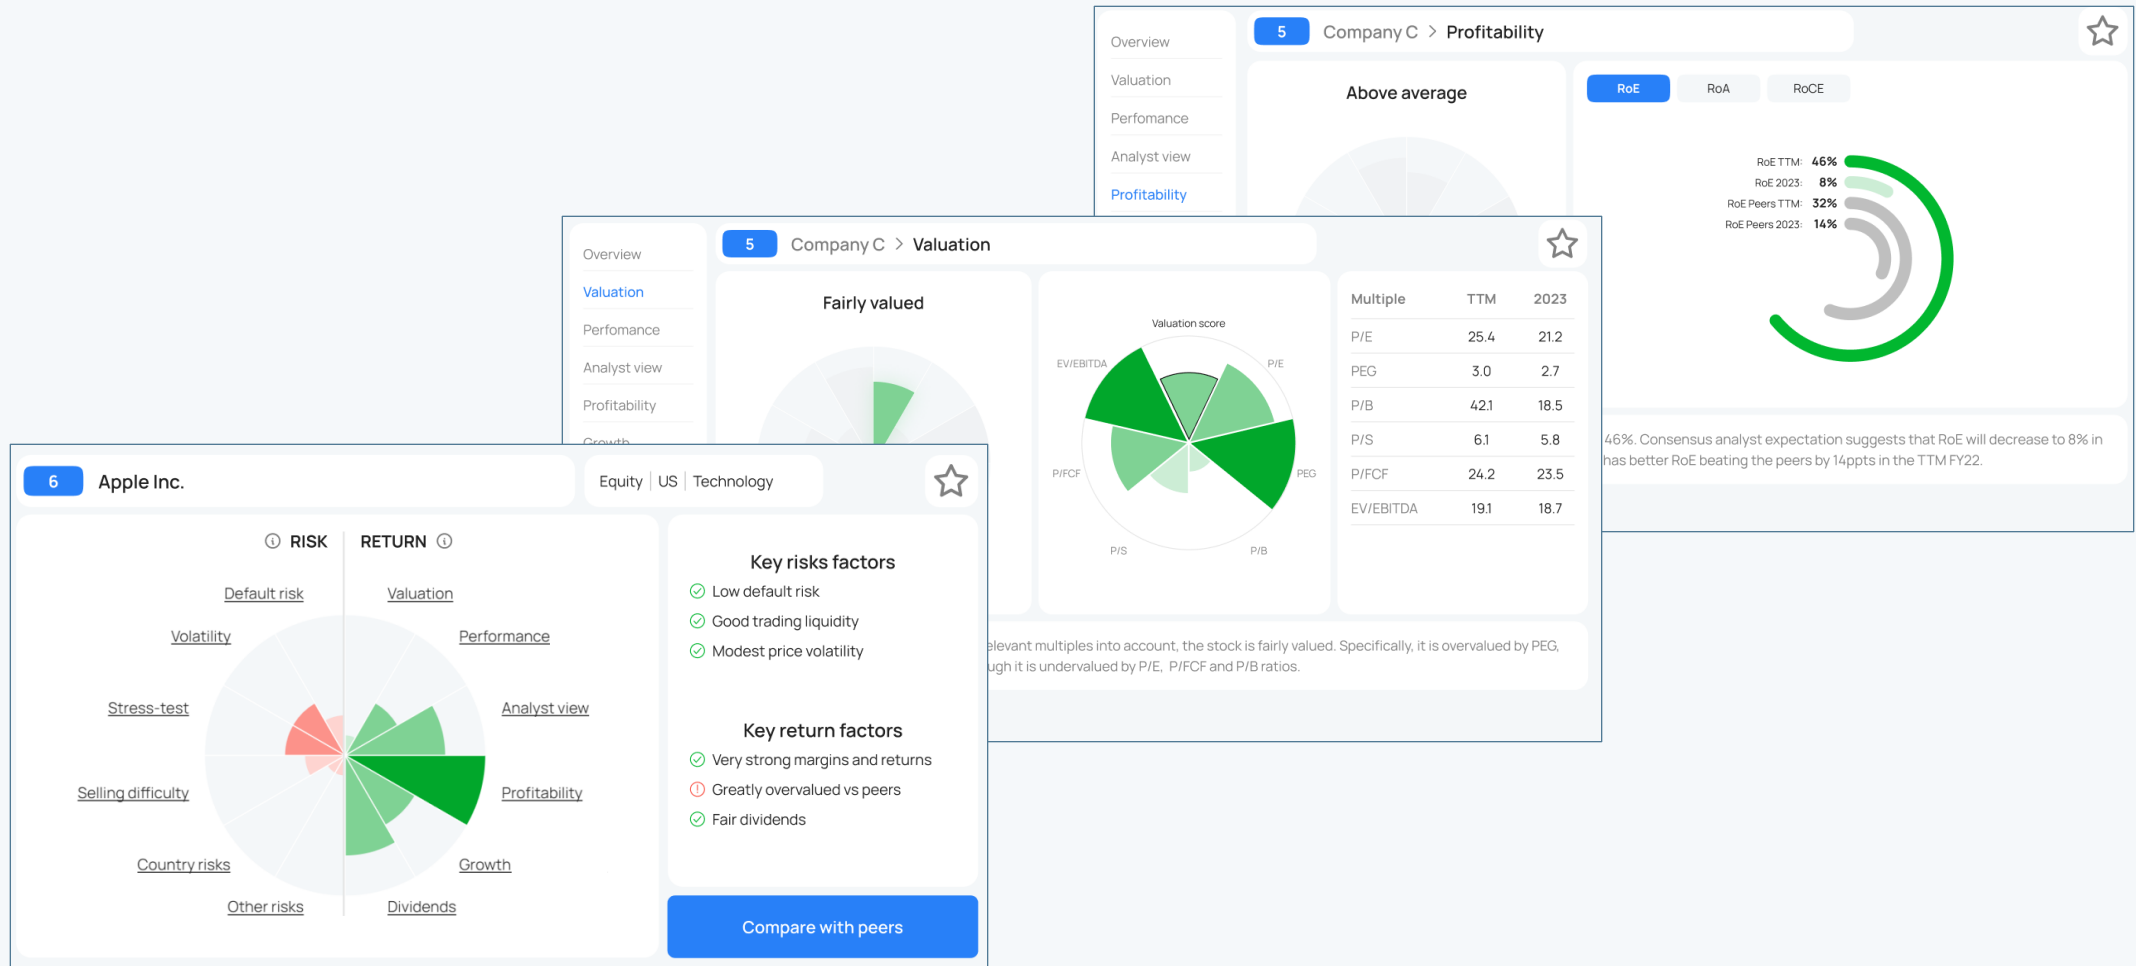 Overview
Valuation
Perfomance
Analyst view
Profitability
5 Company C > Profitability
Above average
RoE RoA RoCE
RoE TTM: 46%
RoE 2023: 8%
RoE Peers TTM: 32%
RoE Peers 2023: 14%
46%. Consensus analyst expectation suggests that RoE will decrease to 8% in
has better RoE beating the peers by 14ppts in the TTM FY22.
Overview
Valuation
Perfomance
Analyst view
Profitability
Growth
5 Company C > Valuation
Fairly valued
Valuation score
EV/EBITDA
P/E
P/FCF
PEG
P/S
P/B
Multiple TTM 2023
P/E 25.4 21.2
PEG 3.0 2.7
P/B 42.1 18.5
P/S 6.1 5.8
P/FCF 24.2 23.5
EV/EBITDA 19.1 18.7
elevant multiples into account, the stock is fairly valued. Specifically, it is overvalued by PEG,
ugh it is undervalued by P/E, P/FCF and P/B ratios.
6 Apple Inc.
Equity | US | Technology
RISK RETURN
Default risk
Valuation
Volatility
Performance
Stress-test
Analyst view
Selling difficulty
Profitability
Country risks
Growth
Other risks
Dividends
Key risks factors
Low default risk
Good trading liquidity
Modest price volatility
Key return factors
Very strong margins and returns
Greatly overvalued vs peers
Fair dividends
Compare with peers